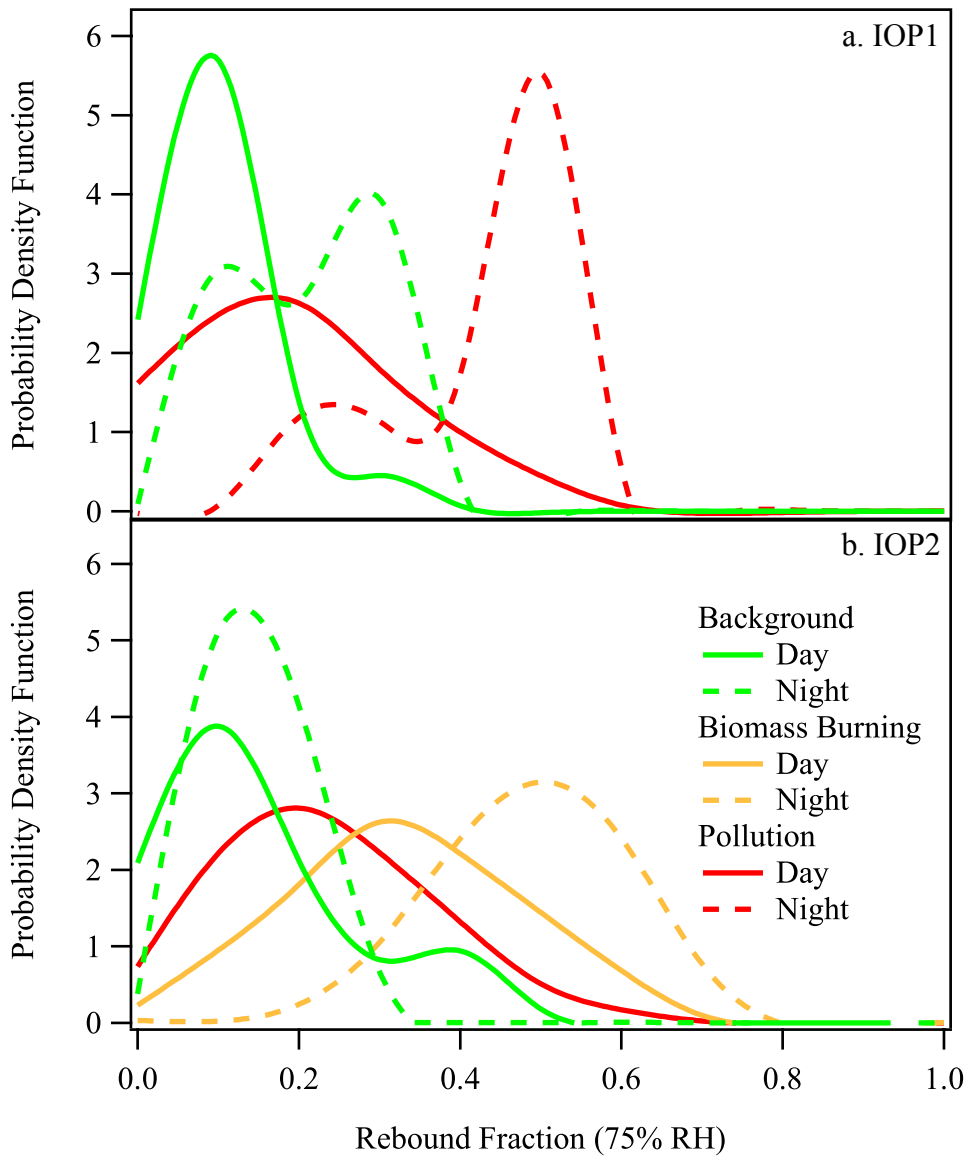 a. IOP1
Probability Density Function
6
5
4
3
2
1
0
b. IOP2
Probability Density Function
6
5
4
3
2
1
0
Background
Day
Night
Biomass Burning
Day
Night
Pollution
Day
Night
0.0 0.2 0.4 0.6 0.8 1.0
Rebound Fraction (75% RH)